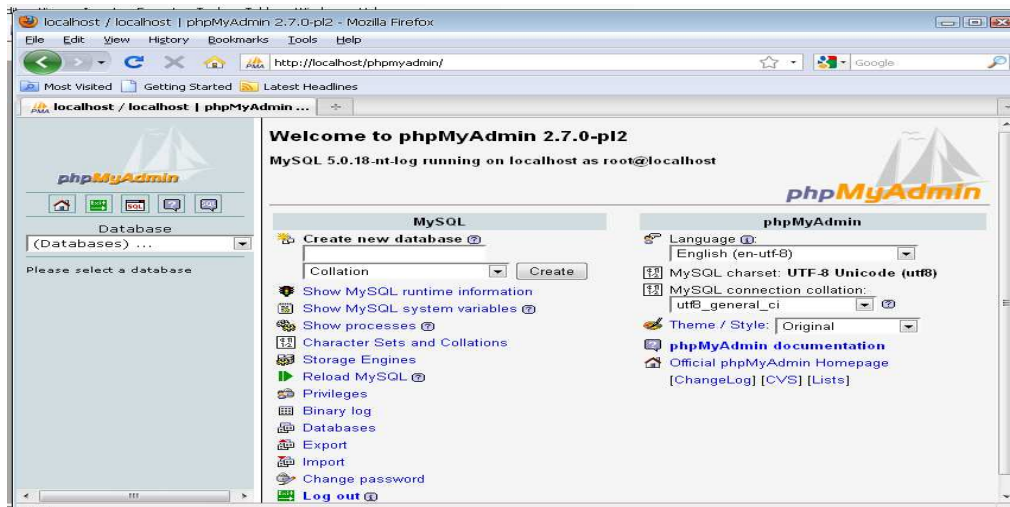 localhost / localhost | phpMyAdmin 2.7.0-pl2 - Mozilla Firefox
File Edit View History Bookmarks Tools Help
http://localhost/phpmyadmin/
Google
Most Visited Getting Started Latest Headlines
localhost / localhost | phpMyAdmin ...
phpMyAdmin
SQL
Database
(Databases) ...
Please select a database
Welcome to phpMyAdmin 2.7.0-pl2
MySQL 5.0.18-nt-log running on localhost as root@localhost
phpMyAdmin
MySQL
Create new database
Collation Create
Show MySQL runtime information
Show MySQL system variables
Show processes
Character Sets and Collations
Storage Engines
Reload MySQL
Privileges
Binary log
Databases
Export
Import
Change password
Log out
phpMyAdmin
Language:
English (en-utf-8)
MySQL charset: UTF-8 Unicode (utf8)
MySQL connection collation:
utf8_general_ci
Theme / Style: Original
phpMyAdmin documentation
Official phpMyAdmin Homepage
[ChangeLog] [CVS] [Lists]